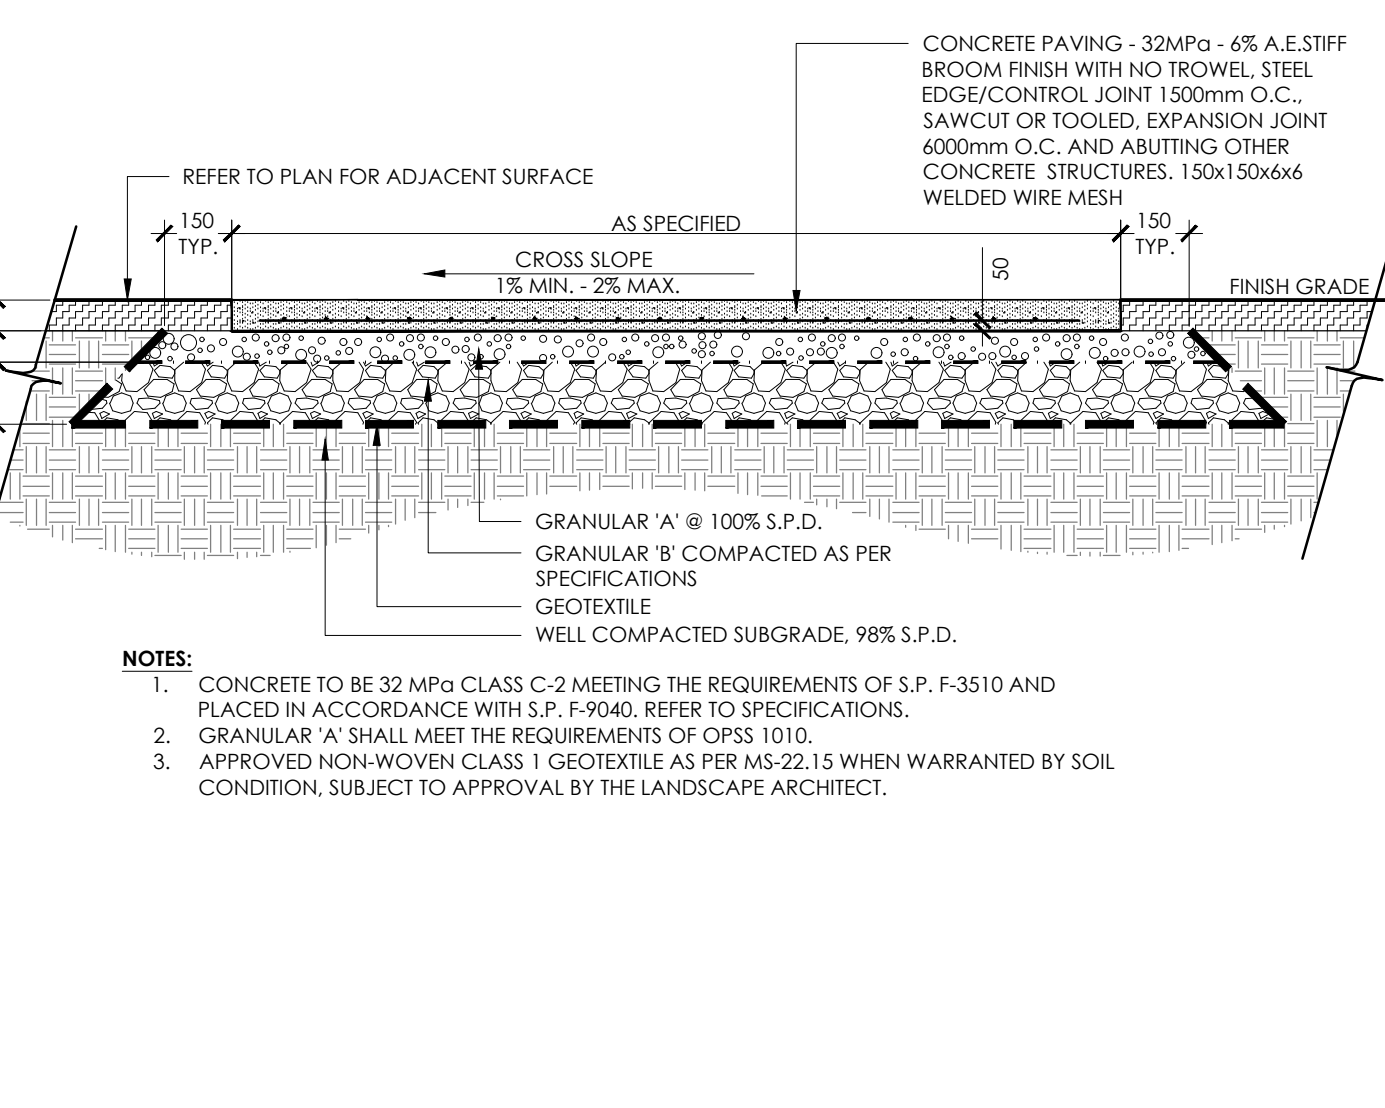 CONCRETE PAVING - 32MPa - 6% A.E.STIFF
BROOM FINISH WITH NO TROWEL, STEEL
EDGE/CONTROL JOINT 1500mm O.C.,
SAWCUT OR TOOLED, EXPANSION JOINT
6000mm O.C. AND ABUTTING OTHER
CONCRETE STRUCTURES. 150x150x6x6
WELDED WIRE MESH
REFER TO PLAN FOR ADJACENT SURFACE
150
TYP.
AS SPECIFIED
150
TYP.
CROSS SLOPE
1% MIN. - 2% MAX.
50
FINISH GRADE
GRANULAR 'A' @ 100% S.P.D.
GRANULAR 'B' COMPACTED AS PER
SPECIFICATIONS
GEOTEXTILE
WELL COMPACTED SUBGRADE, 98% S.P.D.
NOTES:
1. CONCRETE TO BE 32 MPa CLASS C-2 MEETING THE REQUIREMENTS OF S.P. F-3510 AND
PLACED IN ACCORDANCE WITH S.P. F-9040. REFER TO SPECIFICATIONS.
2. GRANULAR 'A' SHALL MEET THE REQUIREMENTS OF OPSS 1010.
3. APPROVED NON-WOVEN CLASS 1 GEOTEXTILE AS PER MS-22.15 WHEN WARRANTED BY SOIL
CONDITION, SUBJECT TO APPROVAL BY THE LANDSCAPE ARCHITECT.